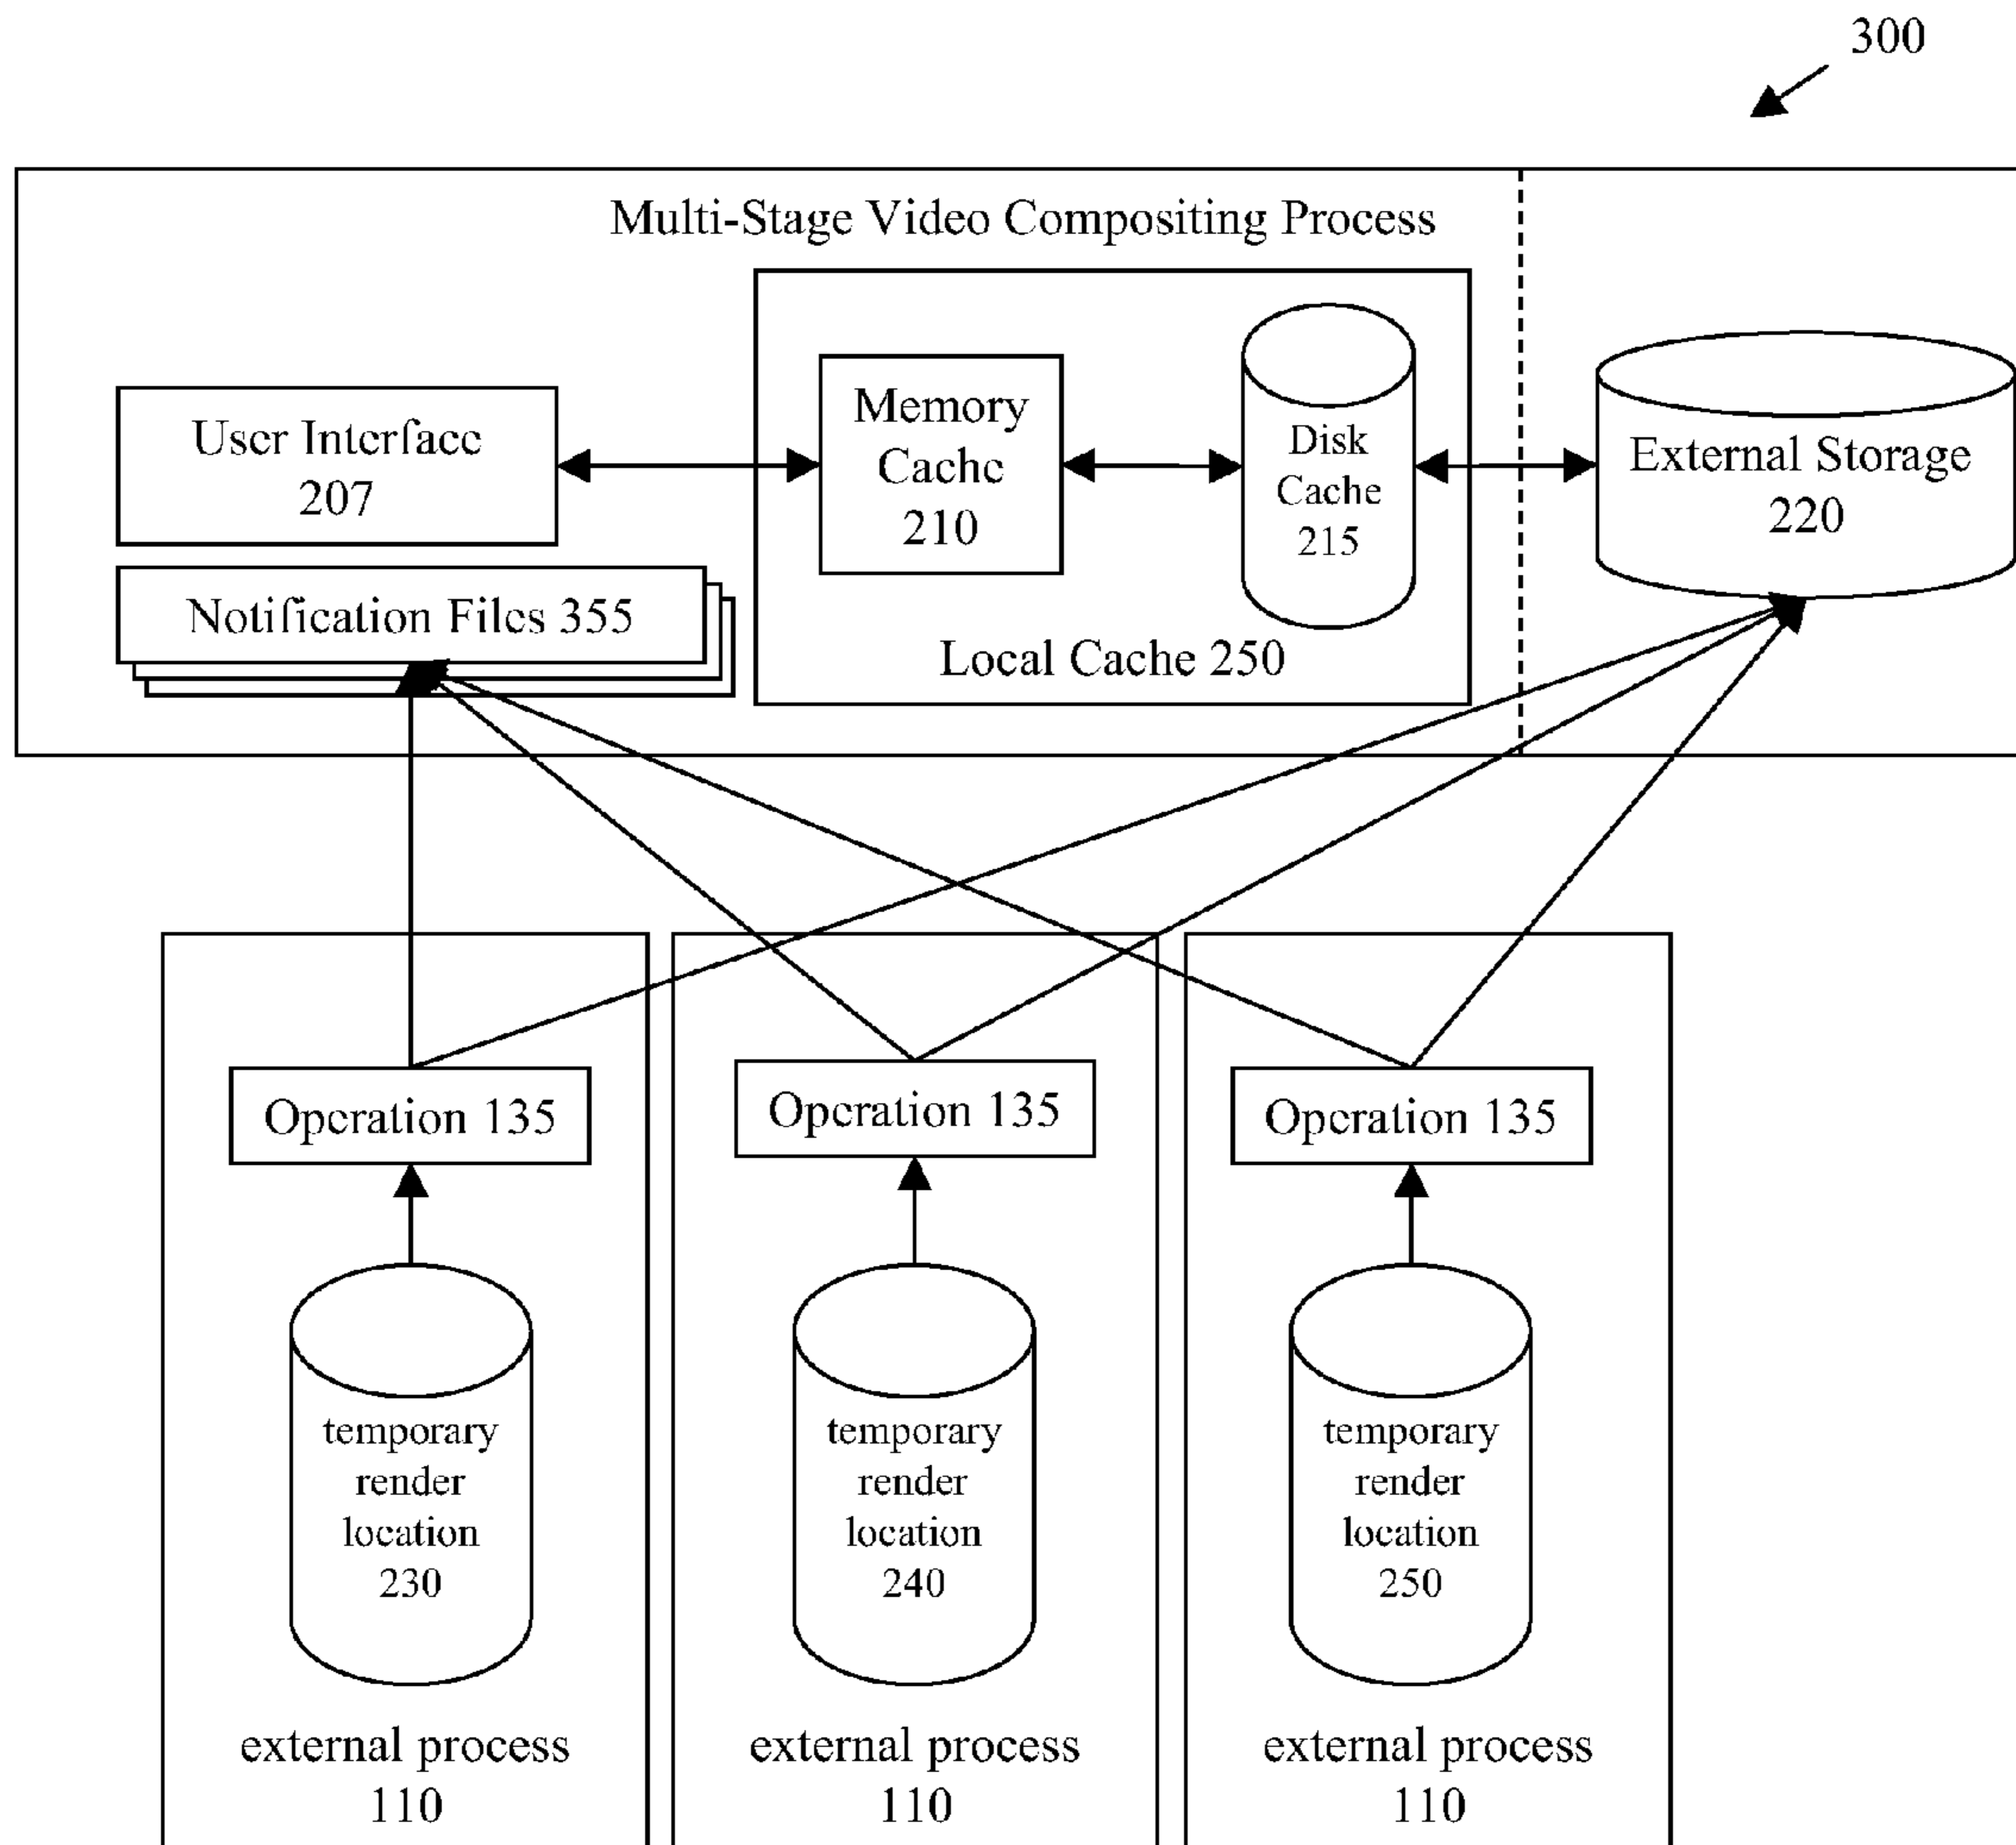 300
Multi-Stage Video Compositing Process
User Interface
207
Memory
Cache
210
Disk
Cache
215
External Storage
220
Notification Files 355
Local Cache 250
Operation 135
Operation 135
Operation 135
temporary
render
location
230
temporary
render
location
240
temporary
render
location
250
external process
110
external process
110
external process
110